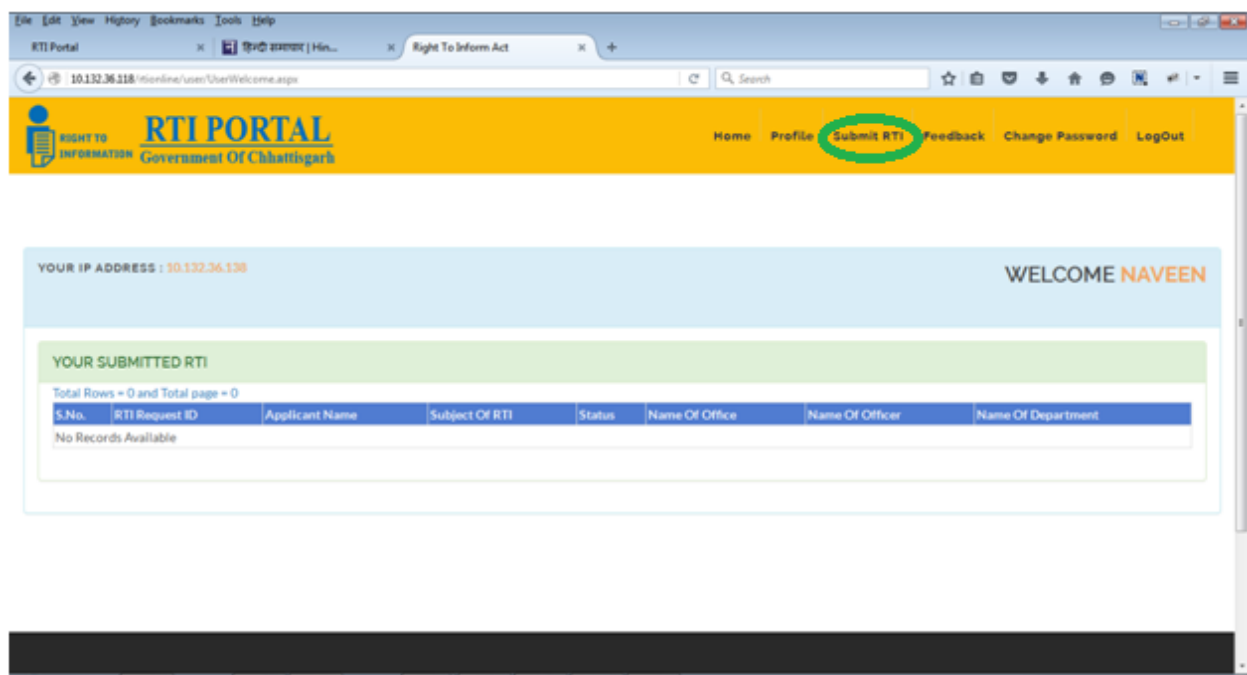 File Edit View History Bookmarks Tools Help
RTI Portal × हिन्दी समाचार | Hin... × Right To Inform Act × +
10.132.36.118/rtionline/user/UserWelcome.aspx Search
RIGHT TO INFORMATION
RTI PORTAL
Government Of Chhattisgarh
Home Profile Submit RTI Feedback Change Password LogOut
YOUR IP ADDRESS : 10.132.36.138
WELCOME NAVEEN
YOUR SUBMITTED RTI
Total Rows = 0 and Total page = 0
S.No. RTI Request ID Applicant Name Subject Of RTI Status Name Of Office Name Of Officer Name Of Department
No Records Available